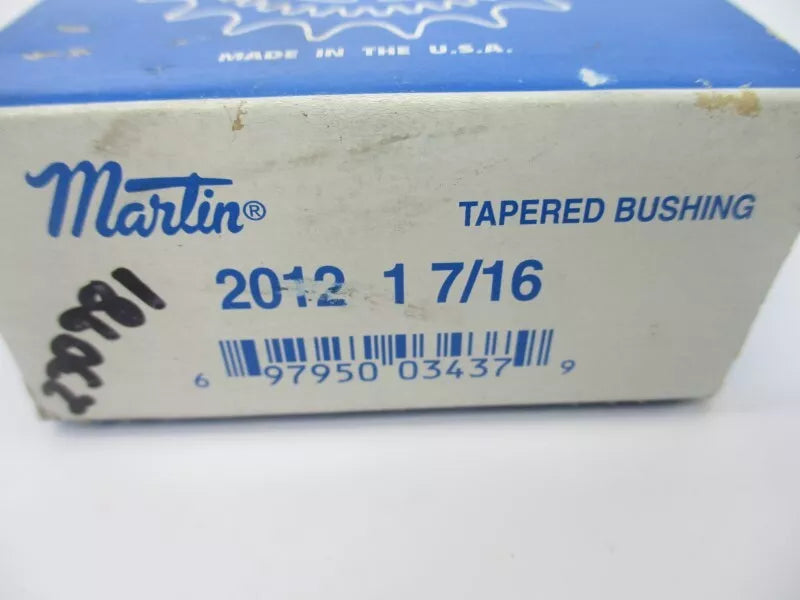 MADE IN THE U.S.A.
Martin®
TAPERED BUSHING
2012 1 7/16
6 97950 03437 9